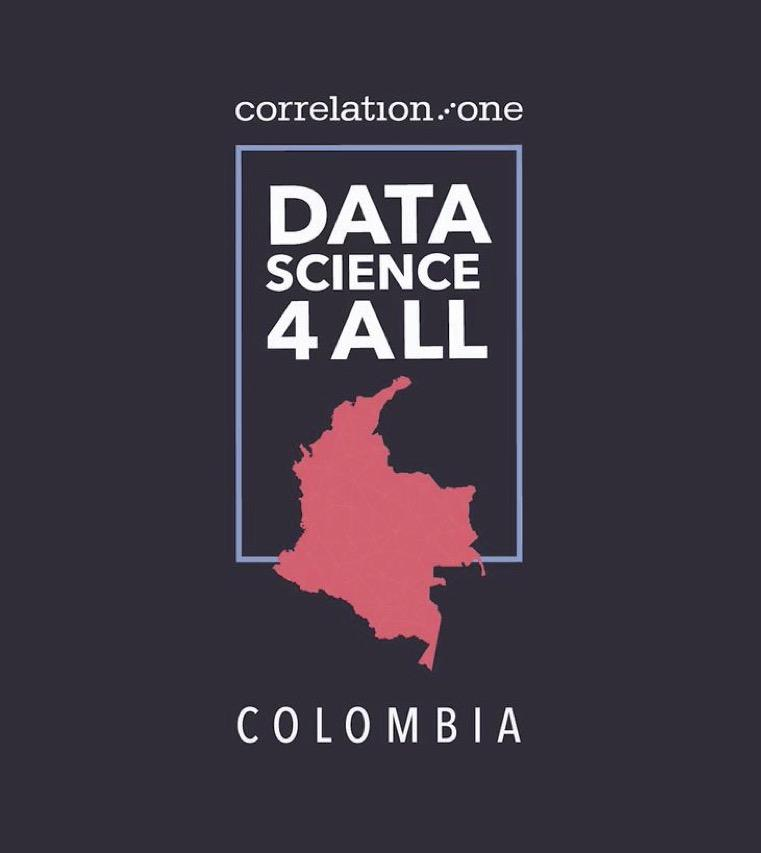 correlation one
DATA
SCIENCE
4 ALL
COLOMBIA